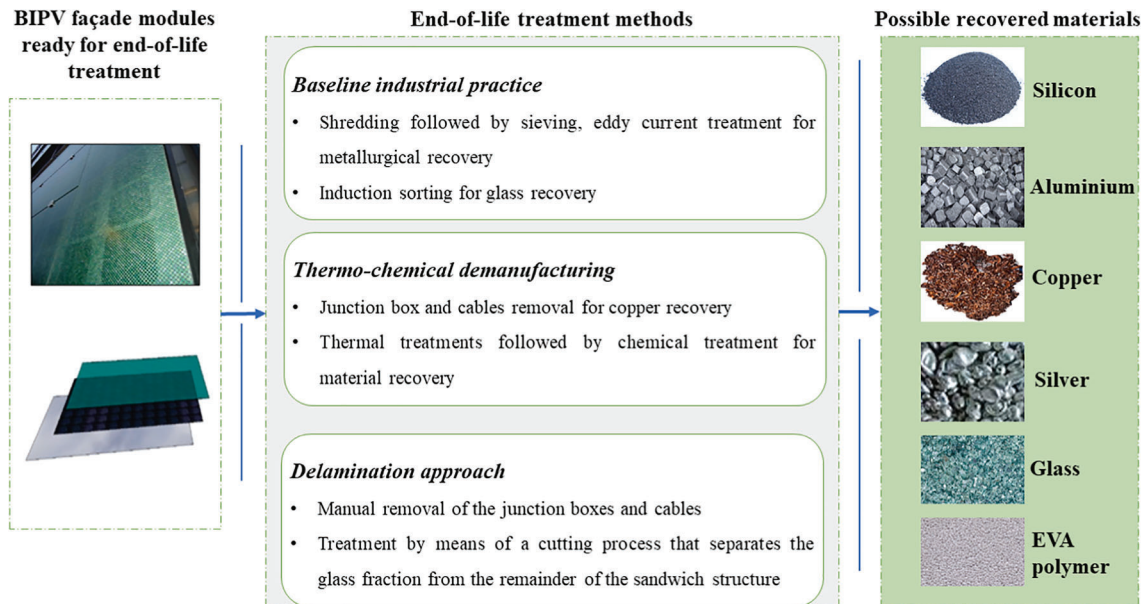 BIPV façade modules
ready for end-of-life
treatment
End-of-life treatment methods
Baseline industrial practice
• Shredding followed by sieving, eddy current treatment for
metallurgical recovery
• Induction sorting for glass recovery
Thermo-chemical demanufacturing
• Junction box and cables removal for copper recovery
• Thermal treatments followed by chemical treatment for
material recovery
Delamination approach
• Manual removal of the junction boxes and cables
• Treatment by means of a cutting process that separates the
glass fraction from the remainder of the sandwich structure
Possible recovered materials
Silicon
Aluminium
Copper
Silver
Glass
EVA
polymer